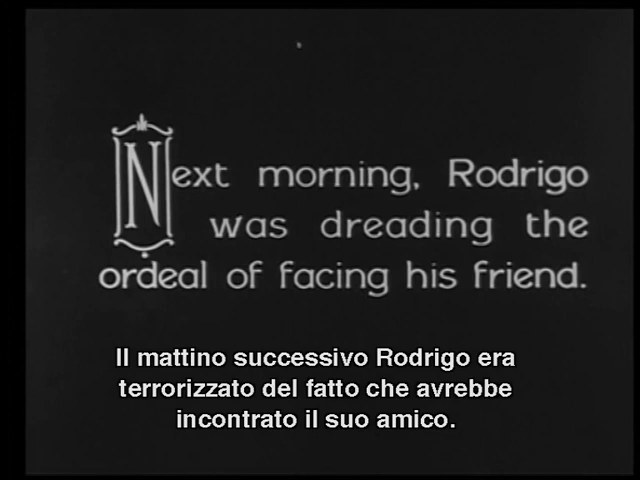 Next morning, Rodrigo
was dreading the
ordeal of facing his friend.
Il mattino successivo Rodrigo era
terrorizzato del fatto che avrebbe
incontrato il suo amico.